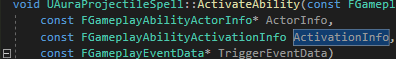 void UAuraProjectileSpell::ActivateAbility(const FGamepl
const FGameplayAbilityActorInfo* ActorInfo,
const FGameplayAbilityActivationInfo ActivationInfo,
const FGameplayEventData* TriggerEventData)